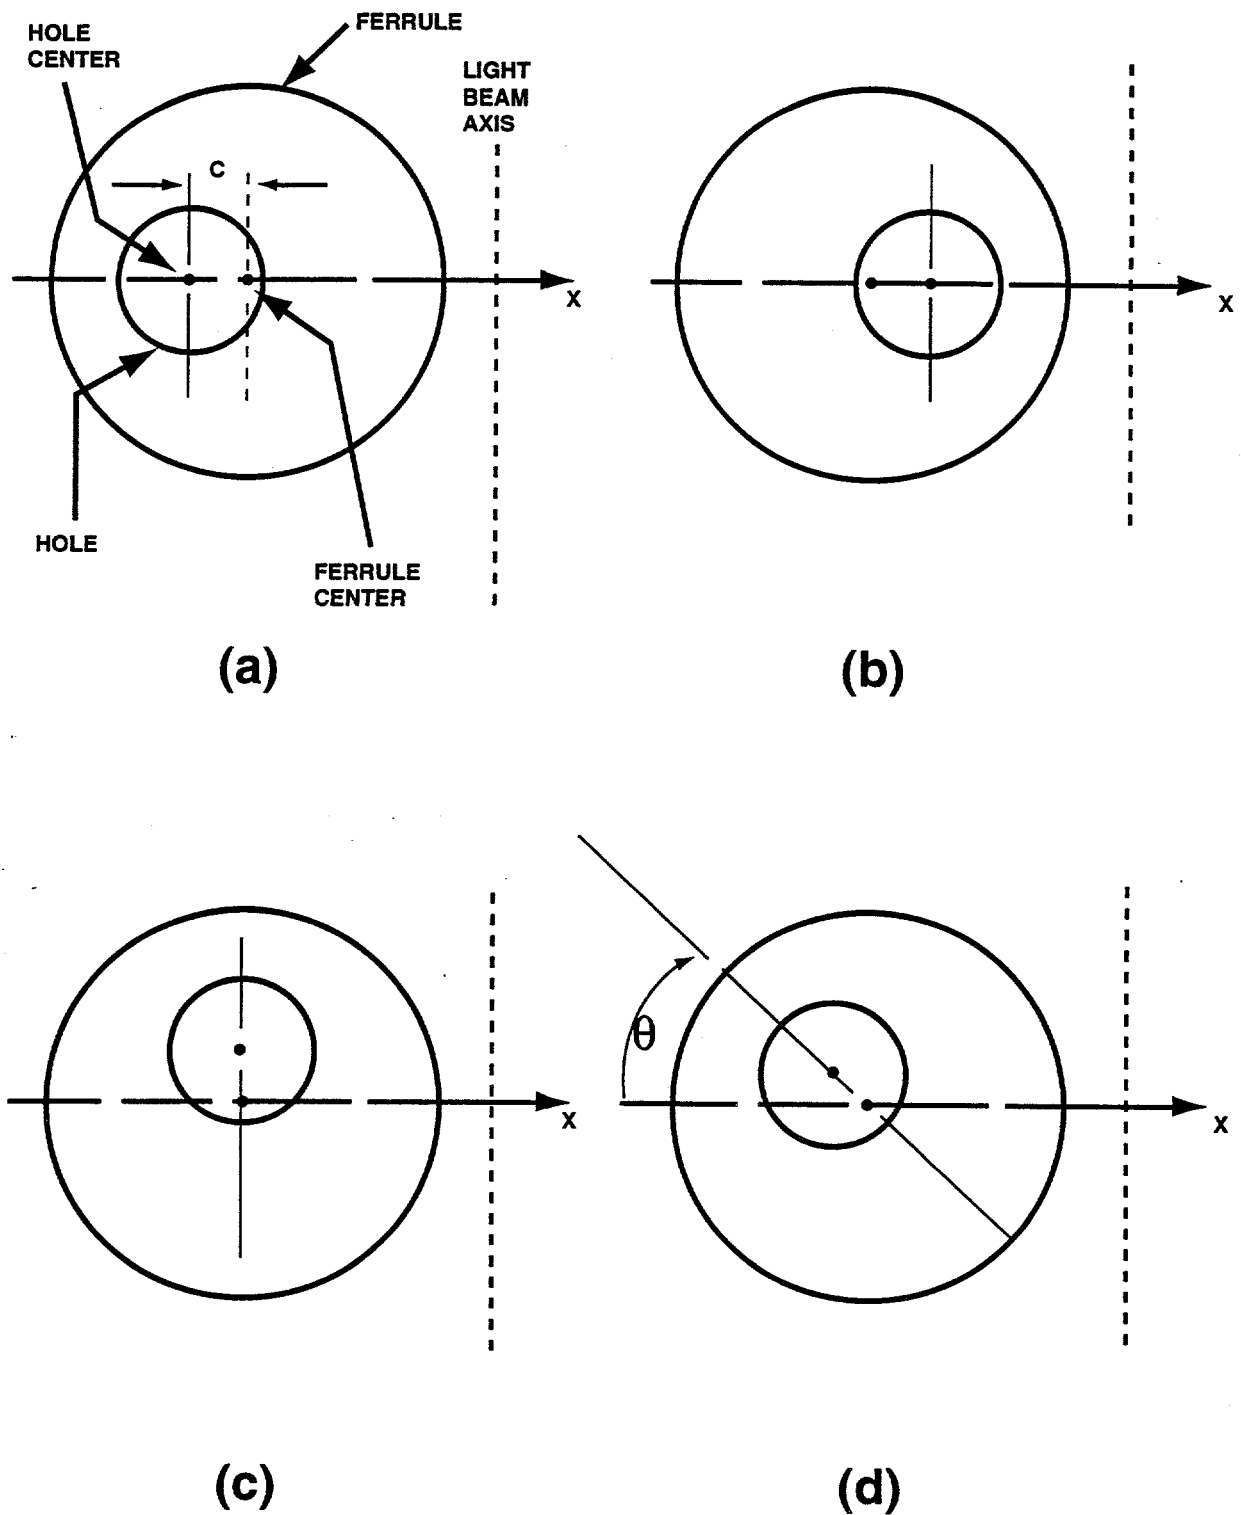 HOLE
CENTER
FERRULE
LIGHT
BEAM
AXIS
C
X
HOLE
FERRULE
CENTER
(a)
X
(b)
X
(c)
θ
X
(d)